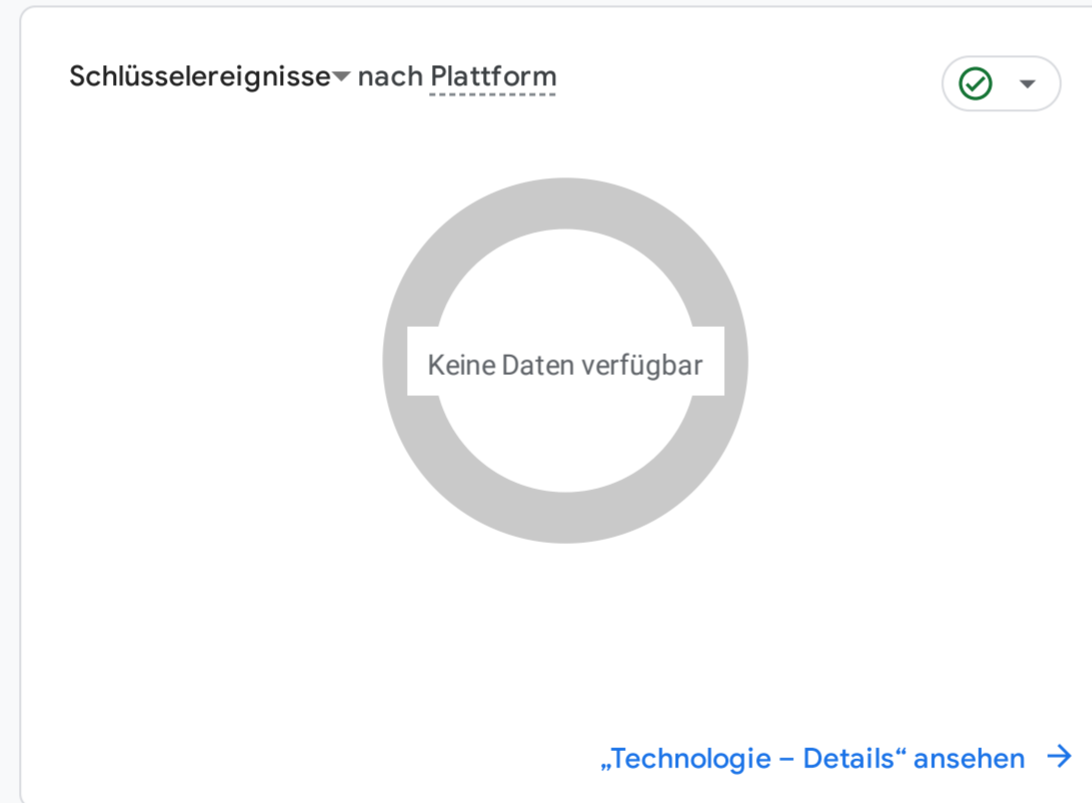 Schlüsselereignisse nach Plattform
Keine Daten verfügbar
„Technologie – Details“ ansehen